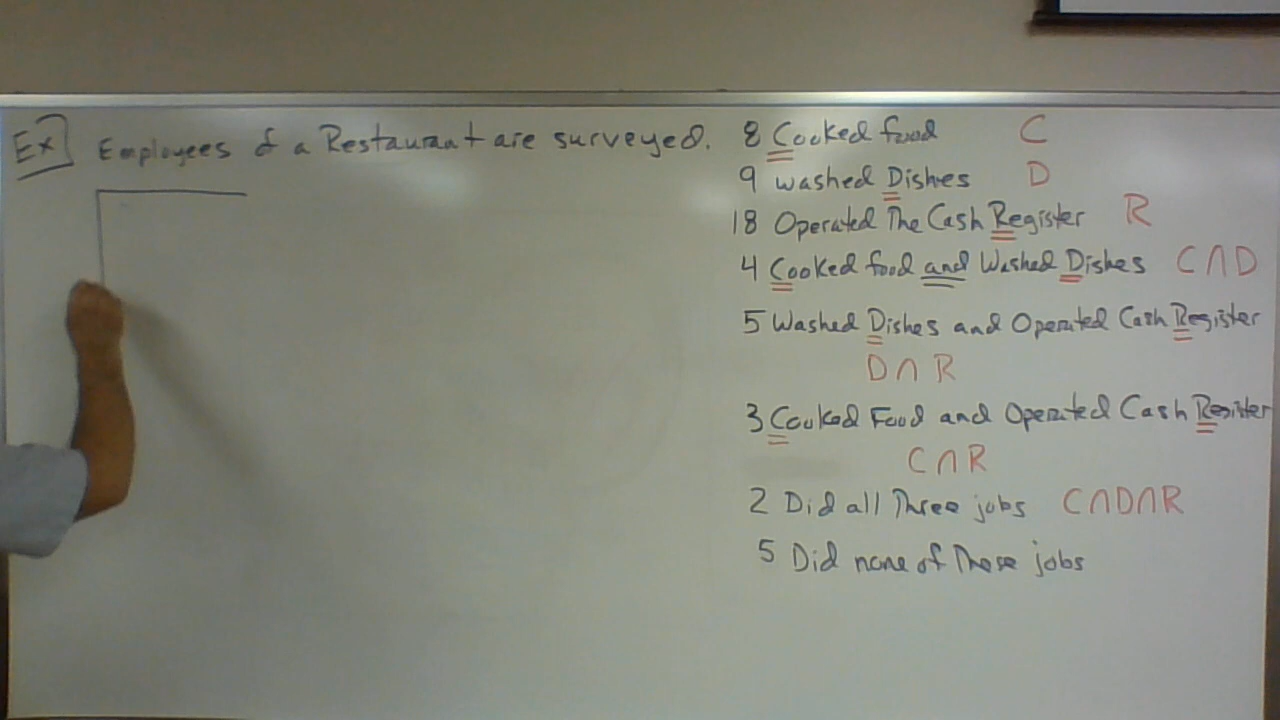 Ex] Employees of a Restaurant are surveyed.
8 Cooked food C
9 washed Dishes D
18 Operated The Cash Register R
4 Cooked food and Washed Dishes C∩D
5 Washed Dishes and Operated Cash Register
D∩R
3 Cooked Food and Operated Cash Register
C∩R
2 Did all Three jobs C∩D∩R
5 Did none of These jobs